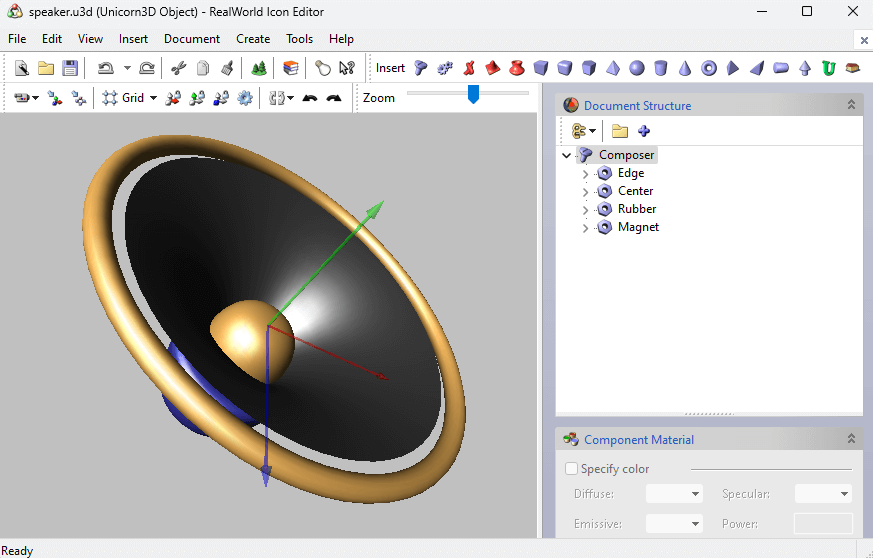 speaker.u3d (Unicorn3D Object) - RealWorld Icon Editor
File Edit View Insert Document Create Tools Help
Insert
Grid Zoom
Document Structure
Composer
Edge
Center
Rubber
Magnet
Component Material
Specify color
Diffuse: Specular:
Emissive: Power:
Ready